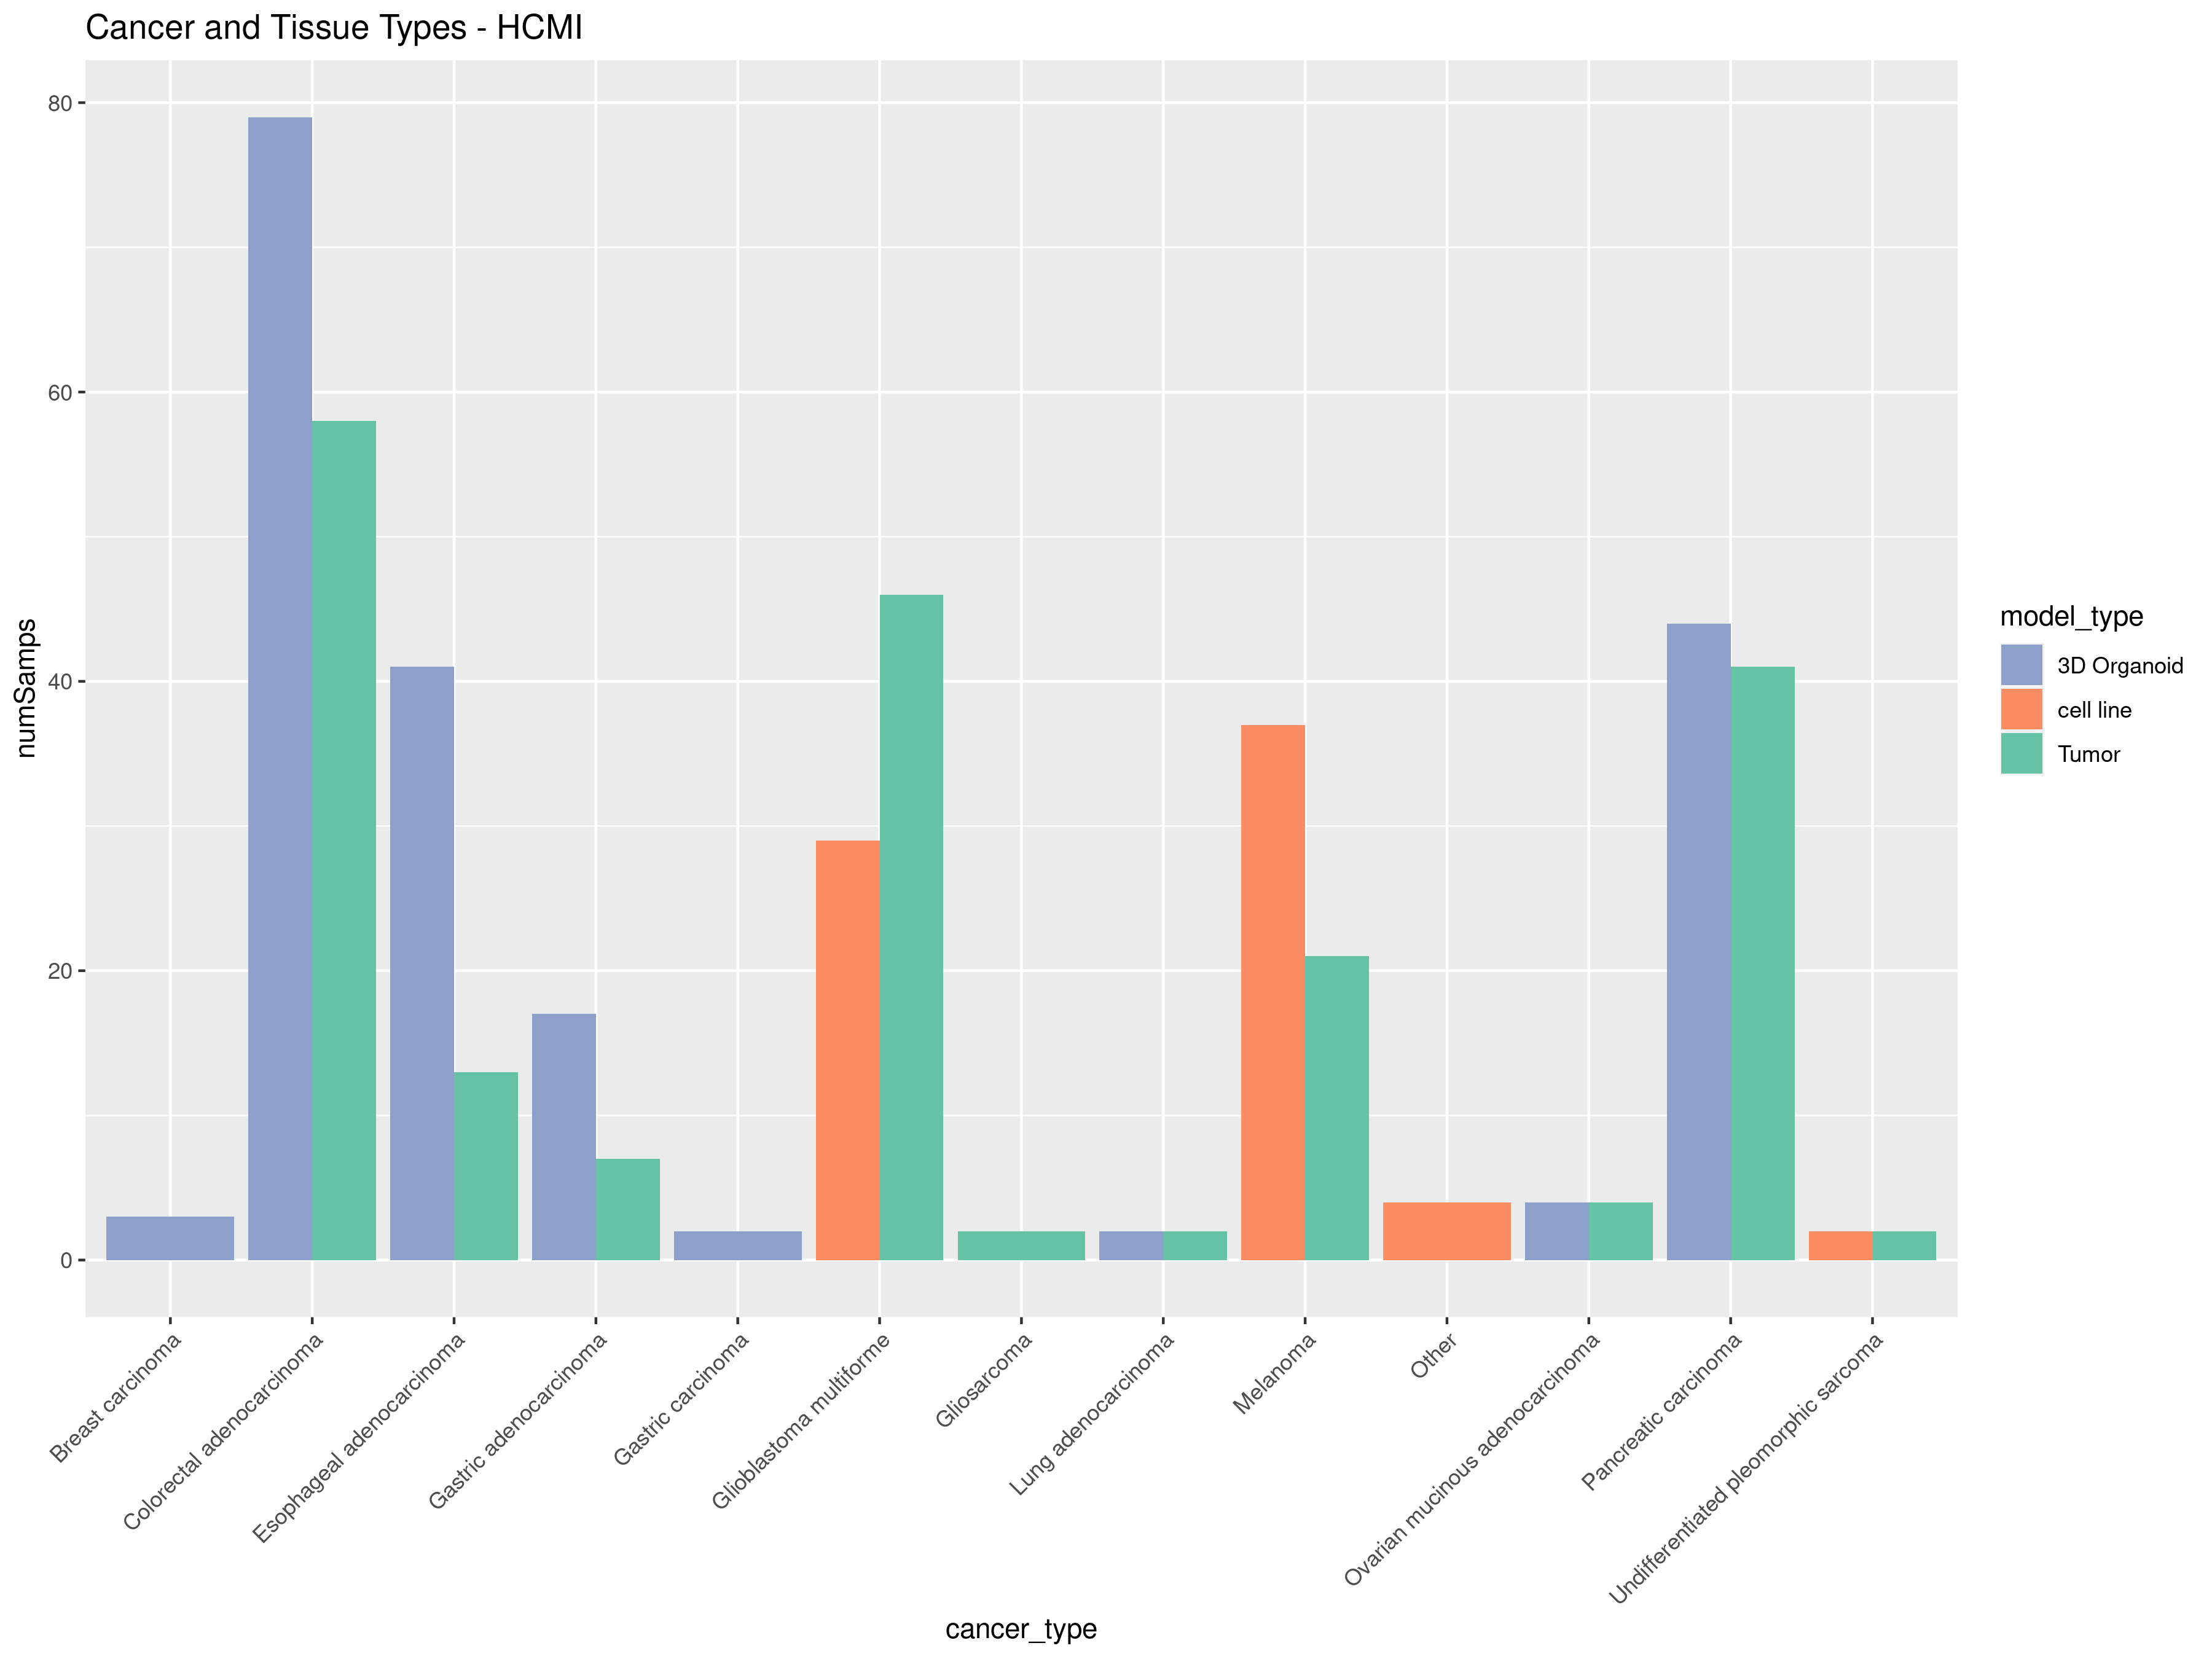 Cancer and Tissue Types - HCMI
numSamps
80
60
40
20
0
Breast carcinoma
Colorectal adenocarcinoma
Esophageal adenocarcinoma
Gastric adenocarcinoma
Gastric carcinoma
Glioblastoma multiforme
Gliosarcoma
Lung adenocarcinoma
Melanoma
Other
Ovarian mucinous adenocarcinoma
Pancreatic carcinoma
Undifferentiated pleomorphic sarcoma
cancer_type
model_type
3D Organoid
cell line
Tumor